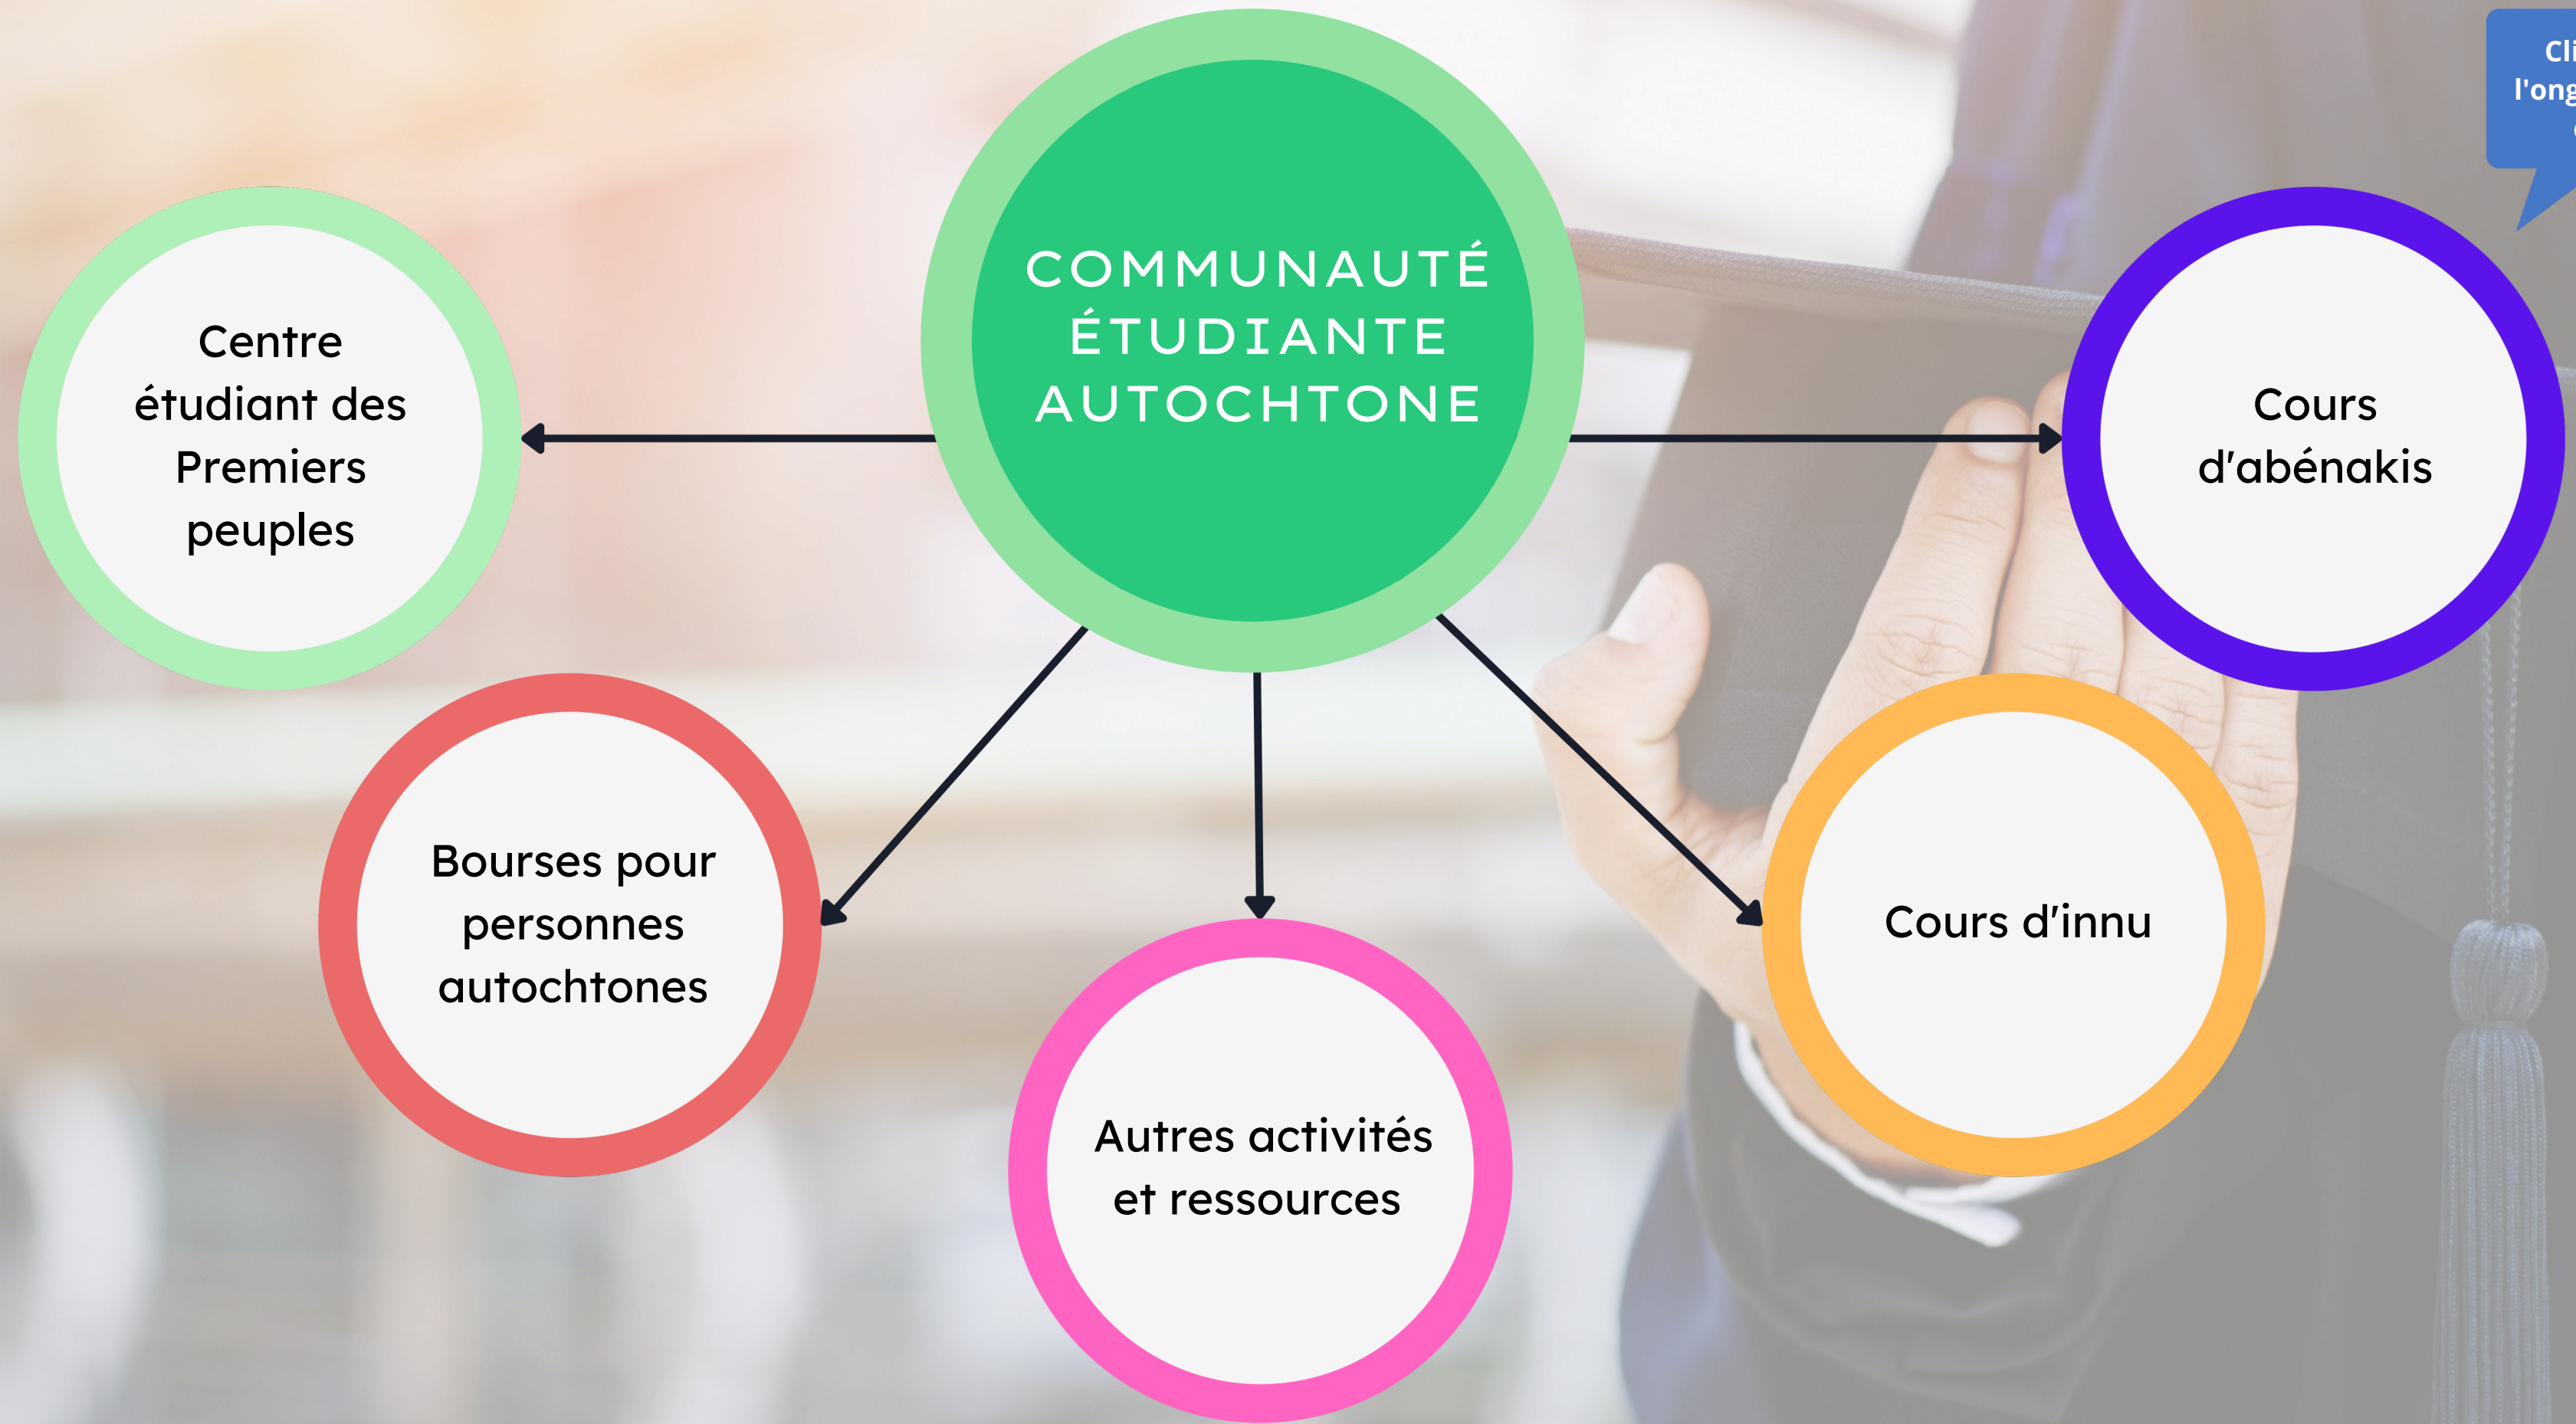 COMMUNAUTÉ
ÉTUDIANTE
AUTOCHTONE
Centre
étudiant des
Premiers
peuples
Cours
d'abénakis
Bourses pour
personnes
autochtones
Cours d'innu
Autres activités
et ressources